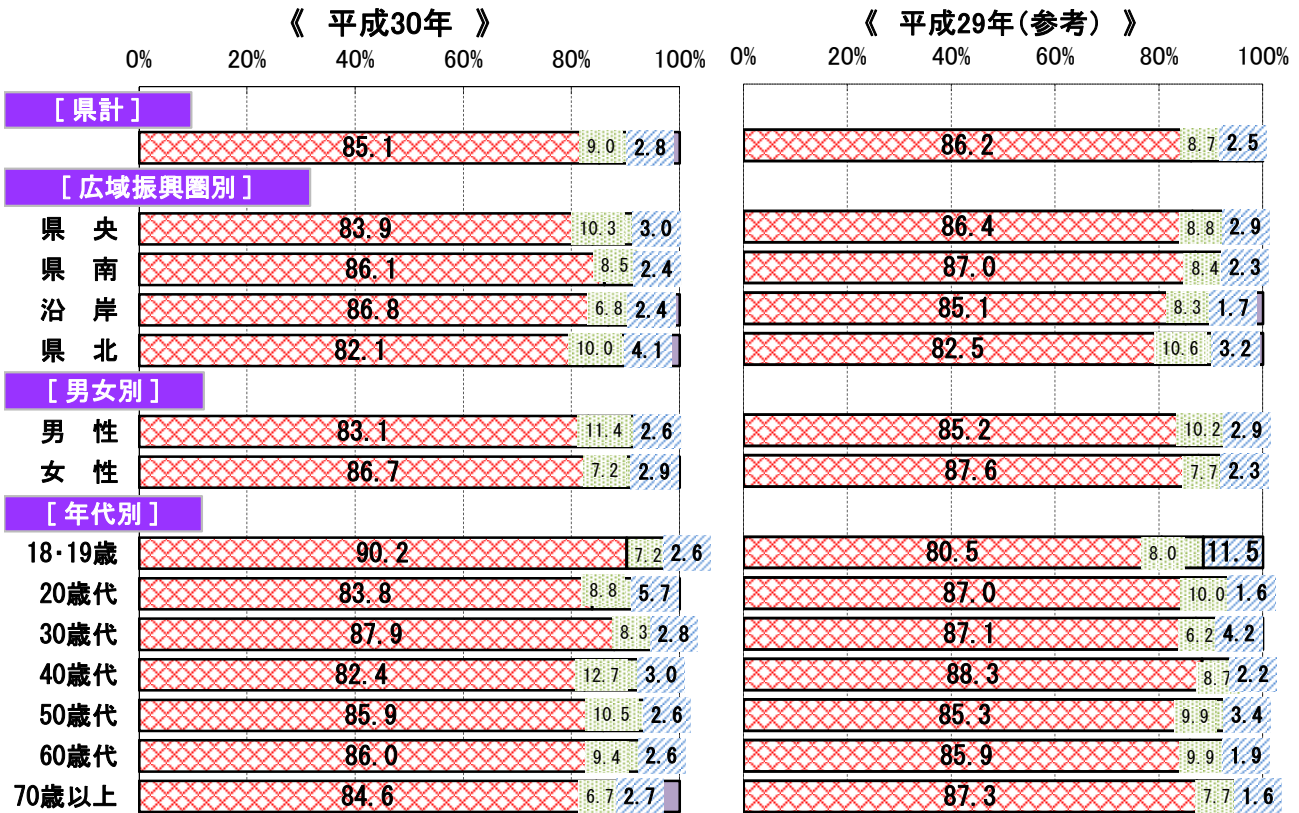 《 平成30年 》
《 平成29年(参考) 》
0% 20% 40% 60% 80% 100%
0% 20% 40% 60% 80% 100%
[ 県計 ]
85.1 9.0 2.8 86.2 8.7 2.5
[ 広域振興圏別 ]
県 央 83.9 10.3 3.0 86.4 8.8 2.9
県 南 86.1 8.5 2.4 87.0 8.4 2.3
沿 岸 86.8 6.8 2.4 85.1 8.3 1.7
県 北 82.1 10.0 4.1 82.5 10.6 3.2
[ 男女別 ]
男 性 83.1 11.4 2.6 85.2 10.2 2.9
女 性 86.7 7.2 2.9 87.6 7.7 2.3
[ 年代別 ]
18・19歳 90.2 7.2 2.6 80.5 8.0 11.5
20歳代 83.8 8.8 5.7 87.0 10.0 1.6
30歳代 87.9 8.3 2.8 87.1 6.2 4.2
40歳代 82.4 12.7 3.0 88.3 8.7 2.2
50歳代 85.9 10.5 2.6 85.3 9.9 3.4
60歳代 86.0 9.4 2.6 85.9 9.9 1.9
70歳以上 84.6 6.7 2.7 87.3 7.7 1.6